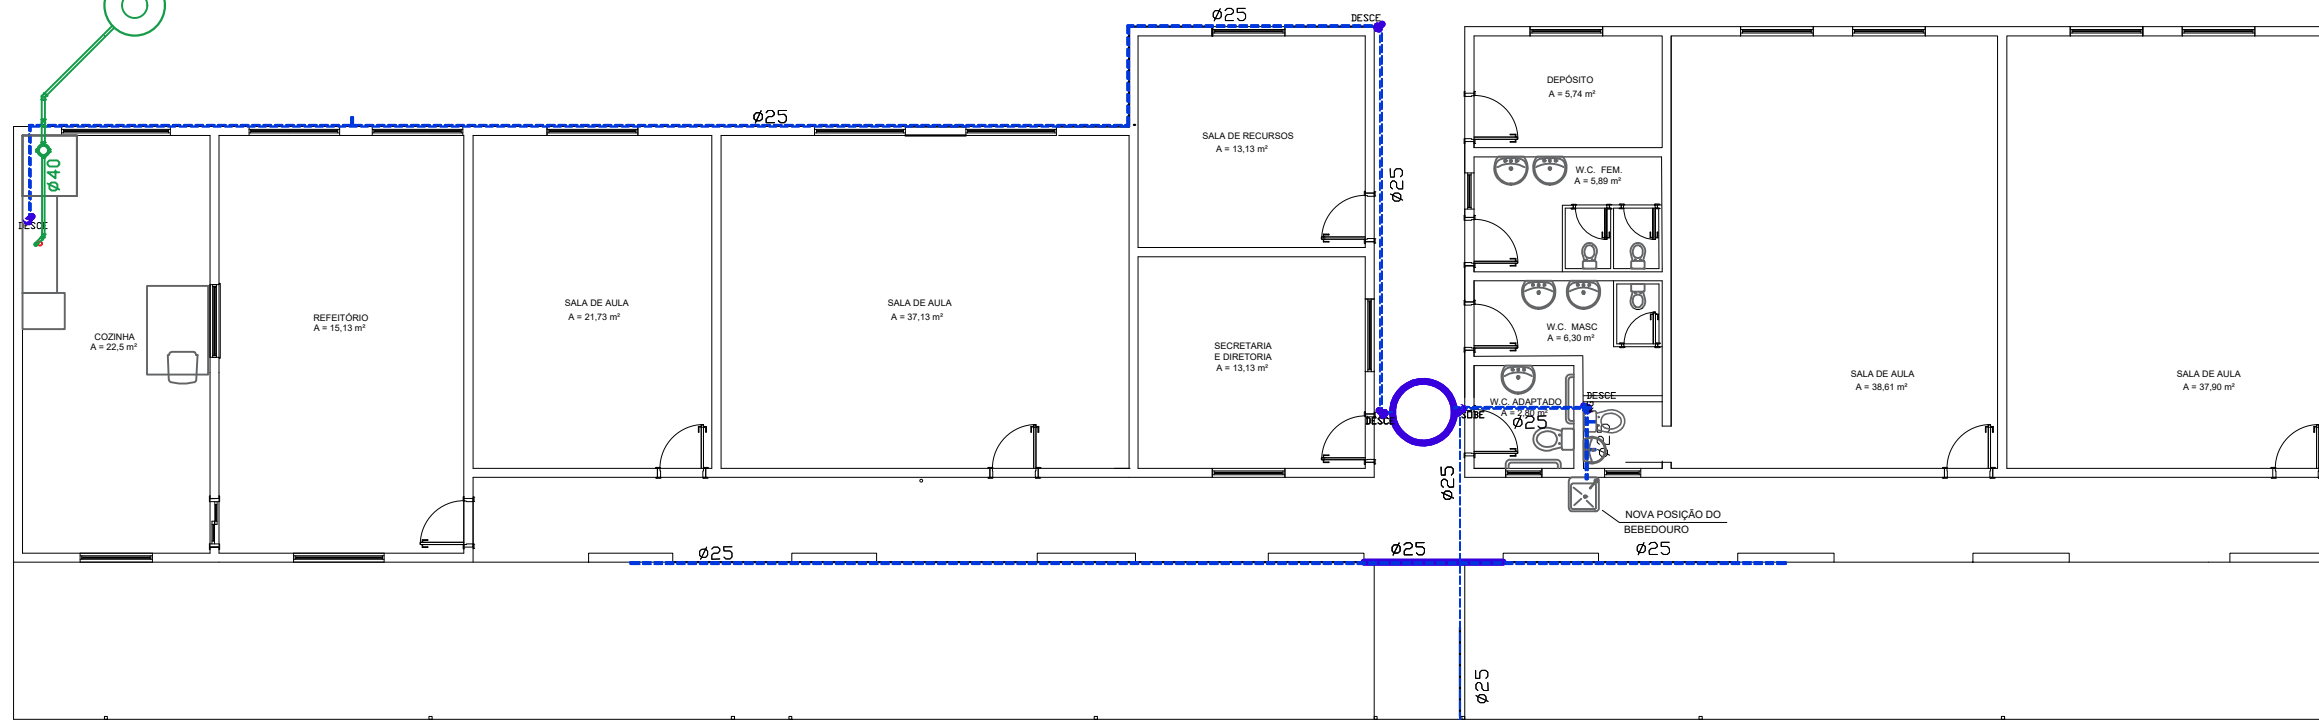 ø25
DESCE
ø25
ø40
DESCE
COZINHA
A = 22,5 m²
REFEITÓRIO
A = 15,13 m²
SALA DE AULA
A = 21,73 m²
SALA DE AULA
A = 37,13 m²
SALA DE RECURSOS
A = 13,13 m²
SECRETARIA
E DIRETORIA
A = 13,13 m²
ø25
DESCE
SOBE
DEPÓSITO
A = 5,74 m²
W.C. FEM.
A = 5,89 m²
W.C. MASC
A = 6,30 m²
W.C. ADAPTADO
ø25
DESCE
ø25
SALA DE AULA
A = 38,61 m²
SALA DE AULA
A = 37,90 m²
ø25
NOVA POSIÇÃO DO
BEBEDOURO
ø25
ø25
ø25
ø25